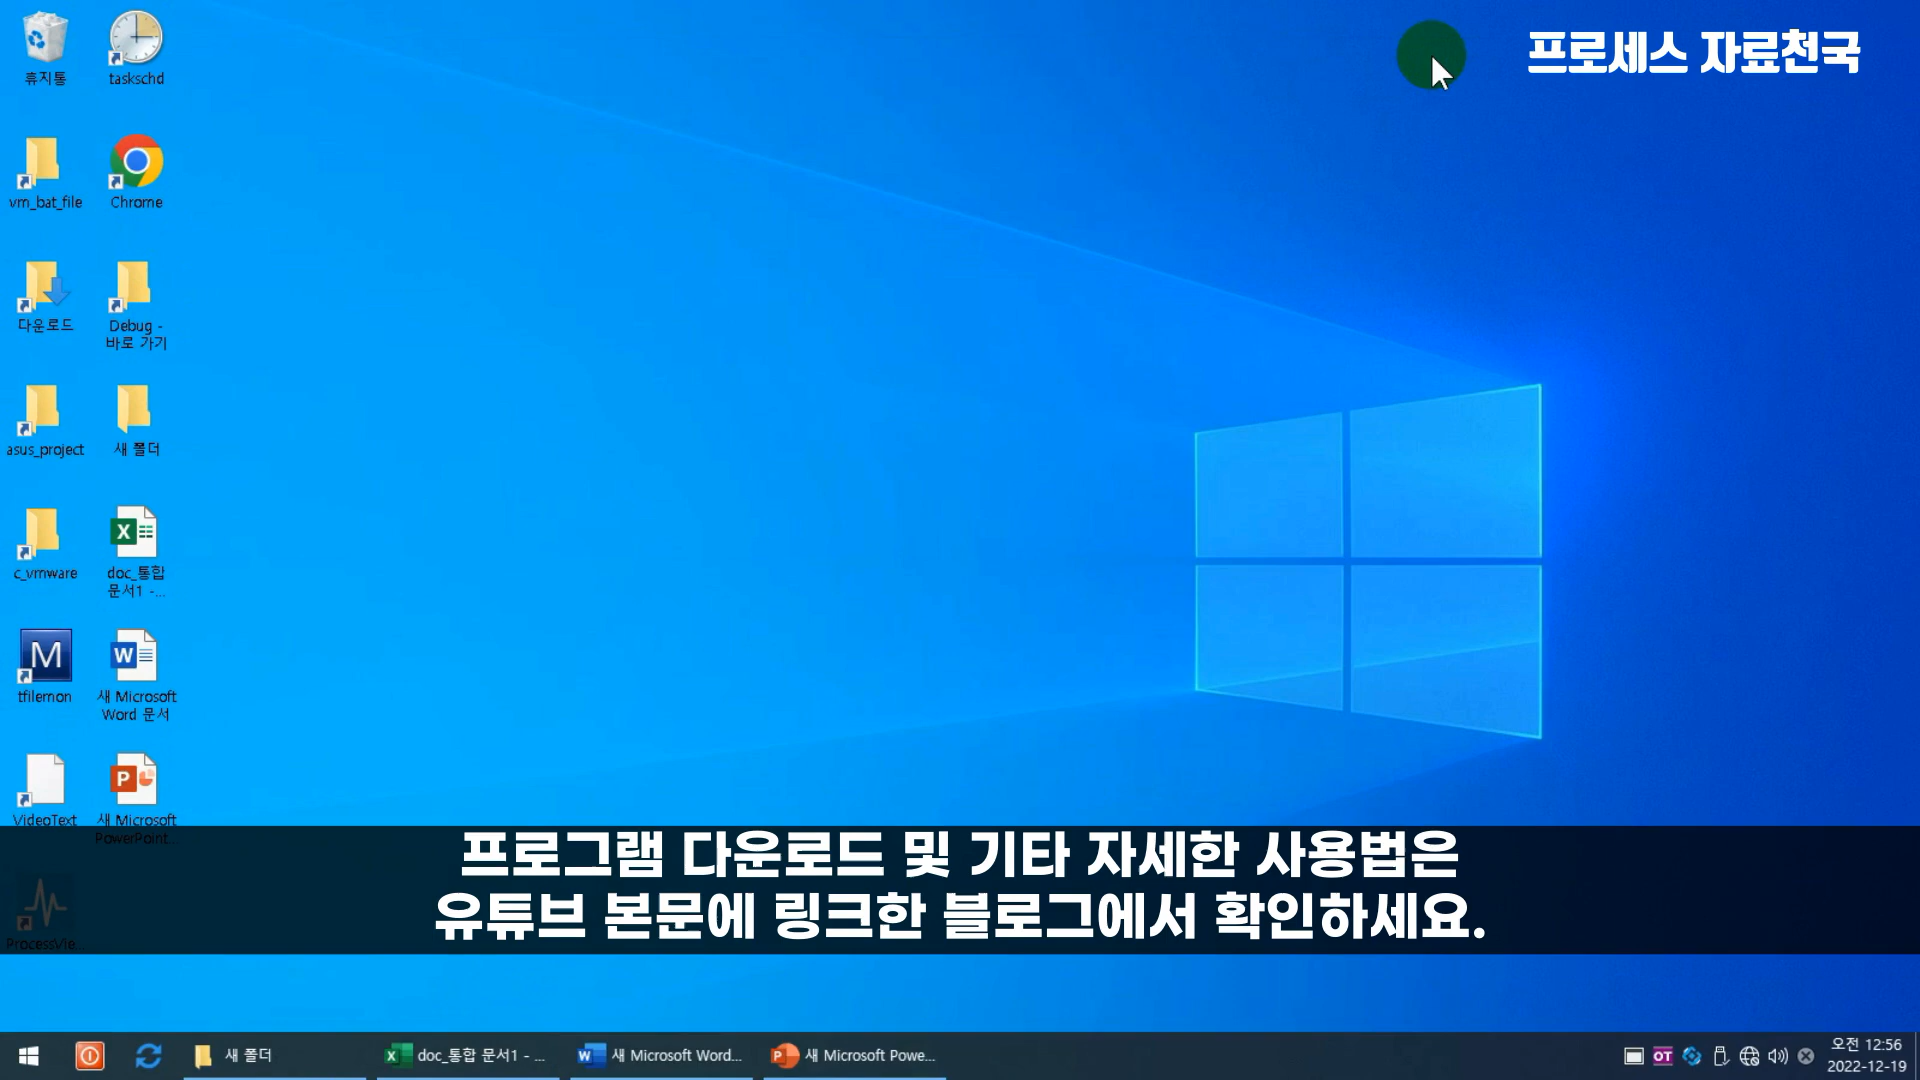 프로세스 자료천국
휴지통
taskschd
vm_bat_file
Chrome
다운로드
Debug -
바로 가기
asus_project
새 폴더
c_vmware
doc_통합
문서1 -...
M
tfilemon
새 Microsoft
Word 문서
VideoText
새 Microsoft
PowerPoint...
ProcessVie...
프로그램 다운로드 및 기타 자세한 사용법은
유튜브 본문에 링크한 블로그에서 확인하세요.
새 폴더
doc_통합 문서1 - ...
새 Microsoft Word...
새 Microsoft Powe...
OT
오전 12:56
2022-12-19